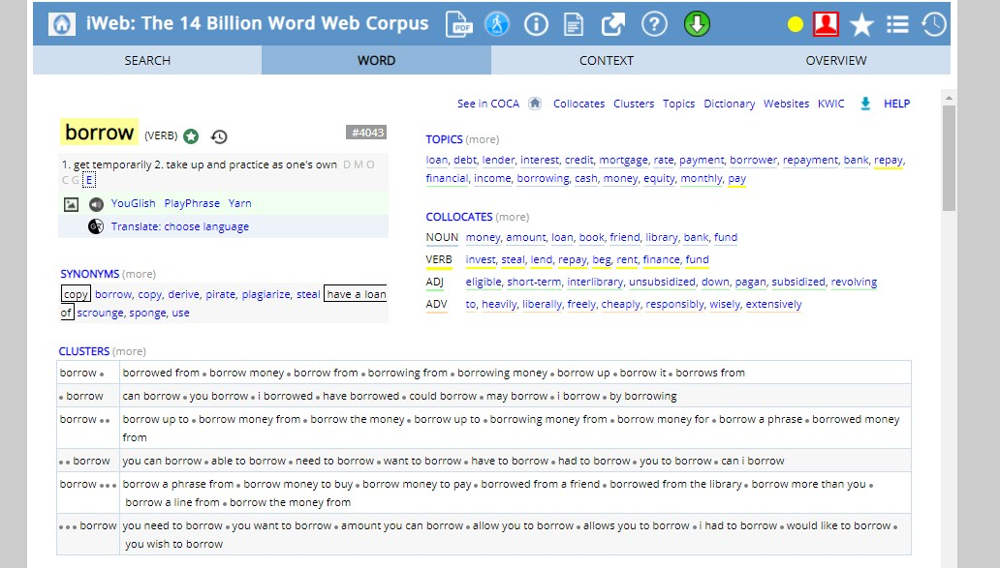 iWeb: The 14 Billion Word Web Corpus PDF
SEARCH WORD CONTEXT OVERVIEW
See in COCA Collocates Clusters Topics Dictionary Websites KWIC HELP
borrow (VERB) #4043
1. get temporarily 2. take up and practice as one's own D M O
C G E
YouGlish PlayPhrase Yarn
Translate: choose language
SYNONYMS (more)
copy borrow, copy, derive, pirate, plagiarize, steal have a loan
of scrounge, sponge, use
TOPICS (more)
loan, debt, lender, interest, credit, mortgage, rate, payment, borrower, repayment, bank, repay,
financial, income, borrowing, cash, money, equity, monthly, pay
COLLOCATES (more)
NOUN money, amount, loan, book, friend, library, bank, fund
VERB invest, steal, lend, repay, beg, rent, finance, fund
ADJ eligible, short-term, interlibrary, unsubsidized, down, pagan, subsidized, revolving
ADV to, heavily, liberally, freely, cheaply, responsibly, wisely, extensively
CLUSTERS (more)
borrow • borrowed from • borrow money • borrow from • borrowing from • borrowing money • borrow up • borrow it • borrows from
• borrow can borrow • you borrow • i borrowed • have borrowed • could borrow • may borrow • i borrow • by borrowing
borrow • • borrow up to • borrow money from • borrow the money • borrow up to • borrowing money from • borrow money for • borrow a phrase • borrowed money
from
• • borrow you can borrow • able to borrow • need to borrow • want to borrow • have to borrow • had to borrow • you to borrow • can i borrow
borrow • • • borrow a phrase from • borrow money to buy • borrow money to pay • borrowed from a friend • borrowed from the library • borrow more than you •
borrow a line from • borrow the money from
• • • borrow you need to borrow • you want to borrow • amount you can borrow • allow you to borrow • allows you to borrow • i had to borrow • would like to borrow •
you wish to borrow